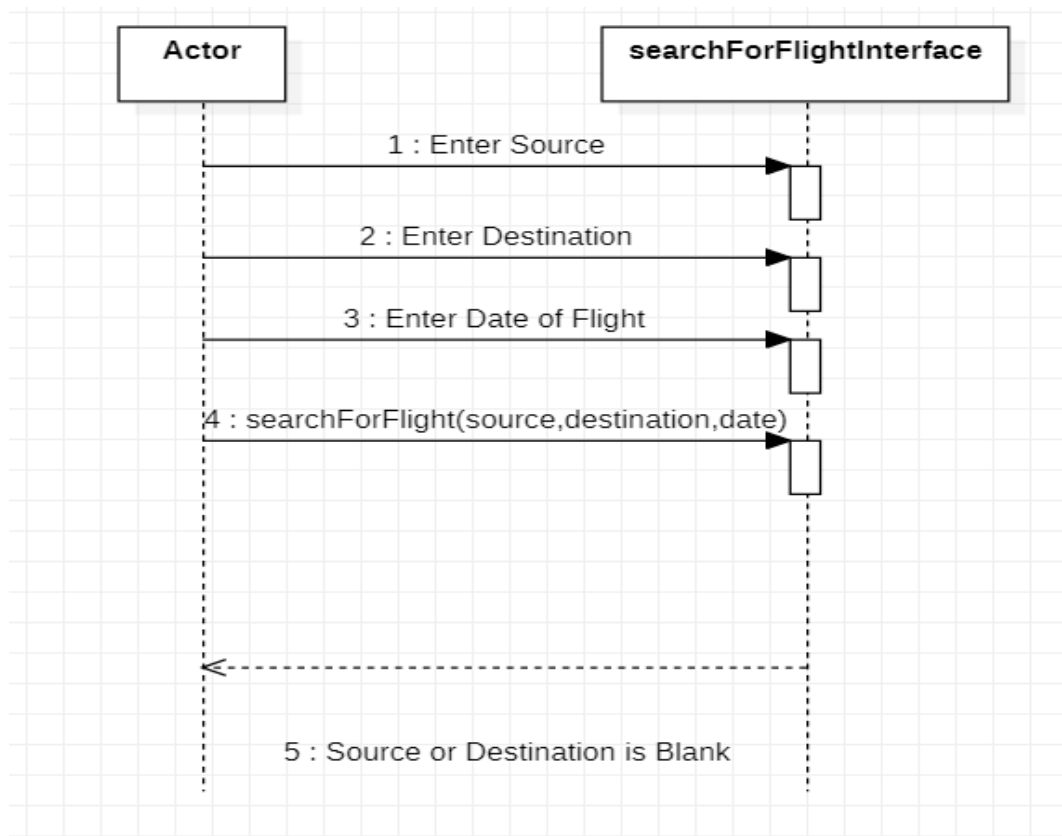 Actor
searchForFlightInterface
1 : Enter Source
2 : Enter Destination
3 : Enter Date of Flight
4 : searchForFlight(source,destination,date)
5 : Source or Destination is Blank